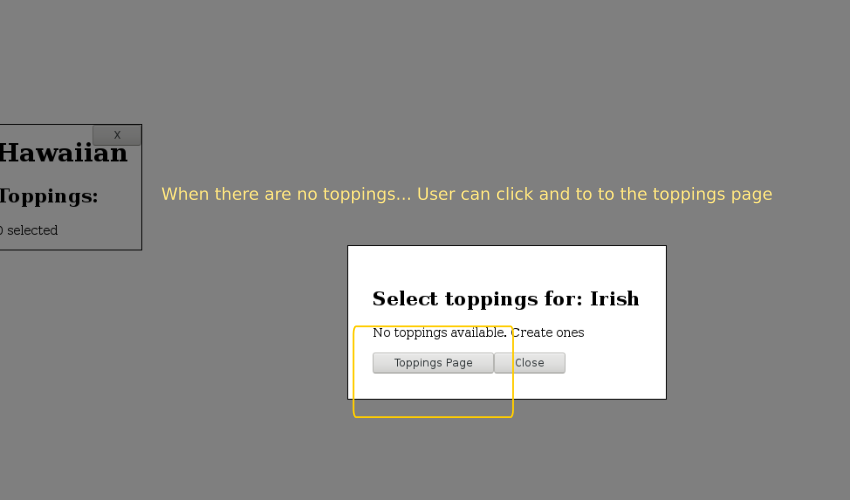 X
Hawaiian
Toppings:
0 selected
When there are no toppings... User can click and to to the toppings page
Select toppings for: Irish
No toppings available. Create ones
Toppings Page
Close